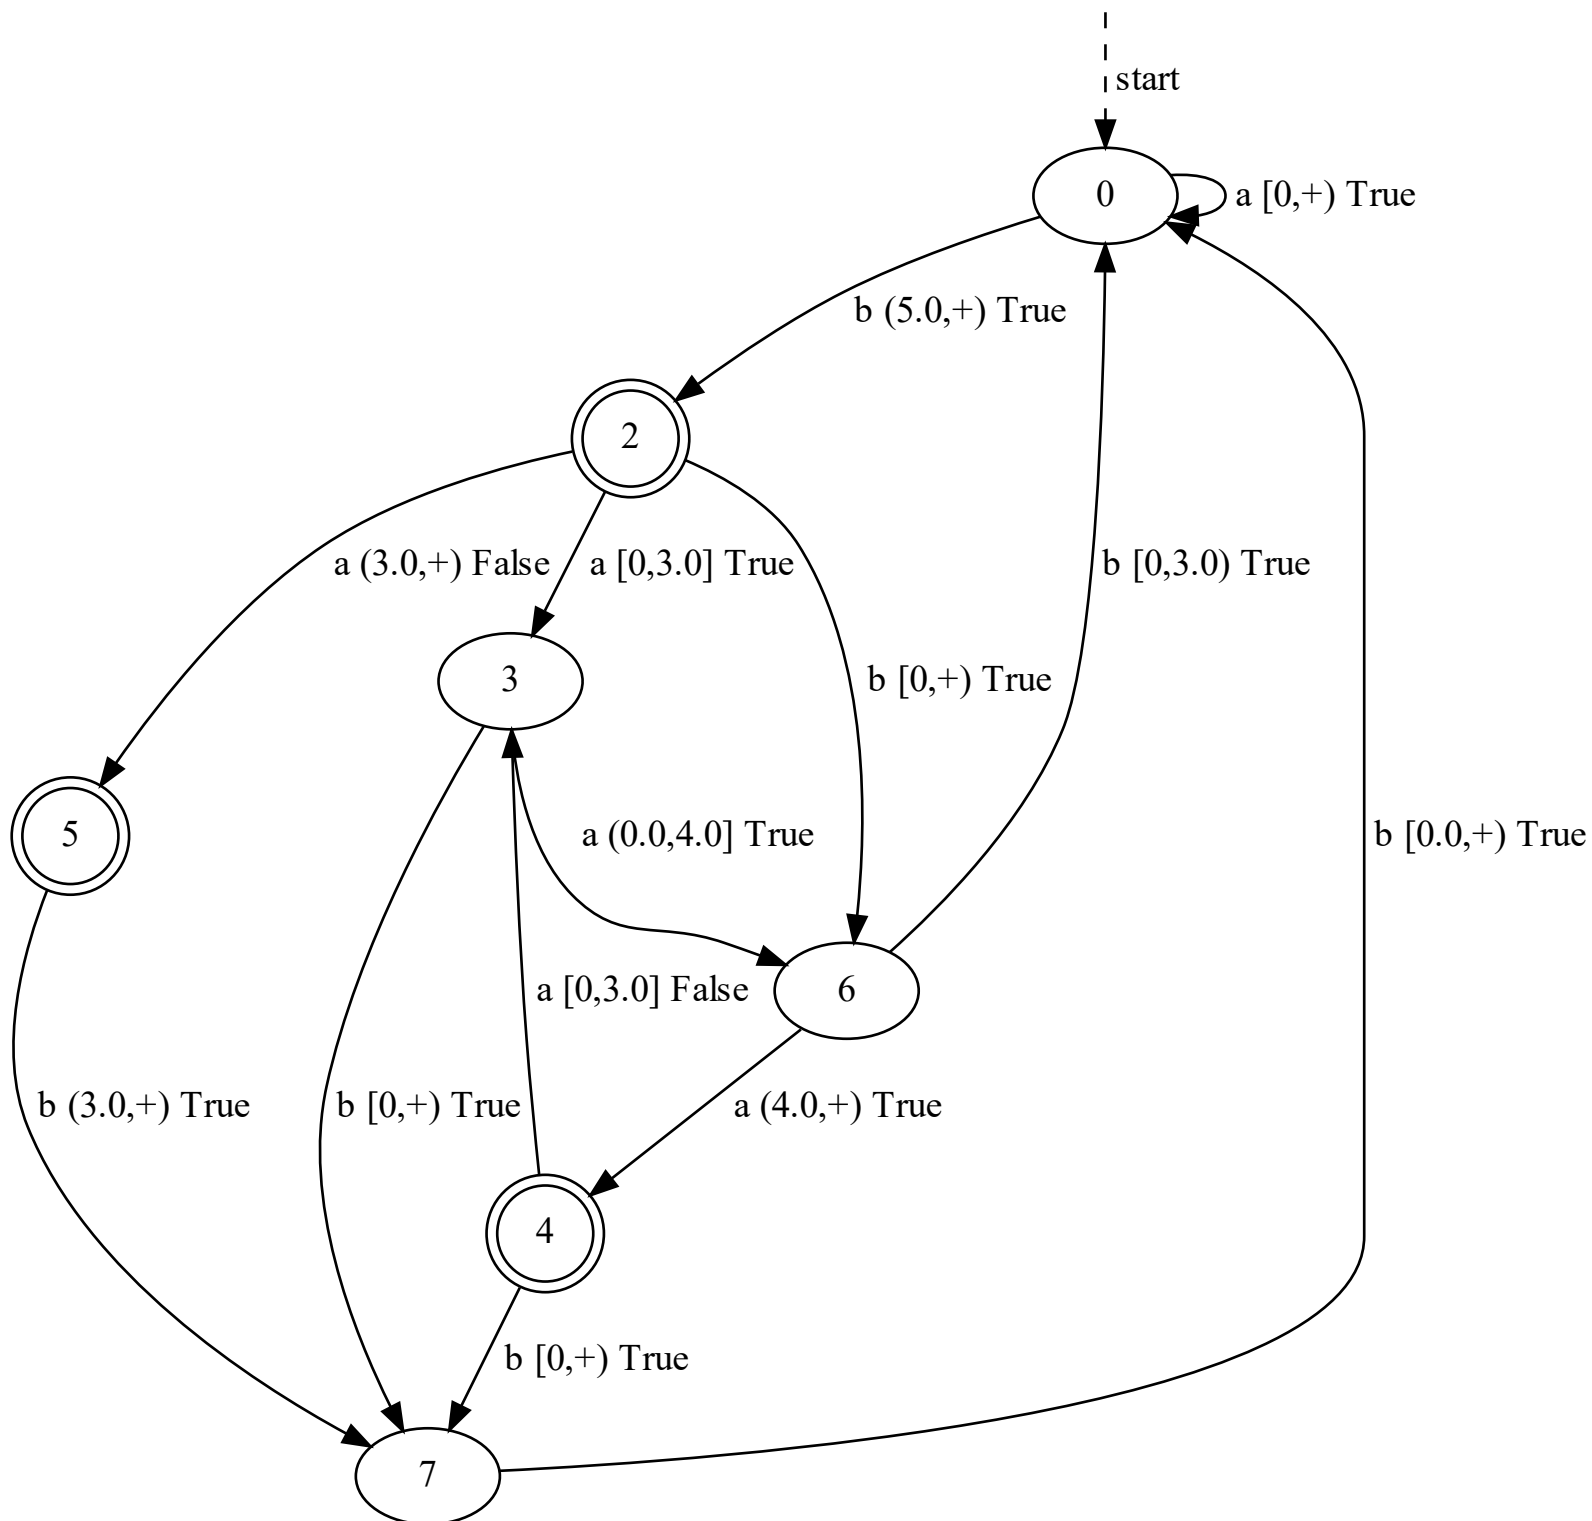 start
0
a [0,+) True
b (5.0,+) True
2
a (3.0,+) False
a [0,3.0] True
b [0,3.0) True
3
b [0,+) True
5
a (0.0,4.0] True
b [0.0,+) True
a [0,3.0] False
6
b (3.0,+) True
b [0,+) True
a (4.0,+) True
4
b [0,+) True
7